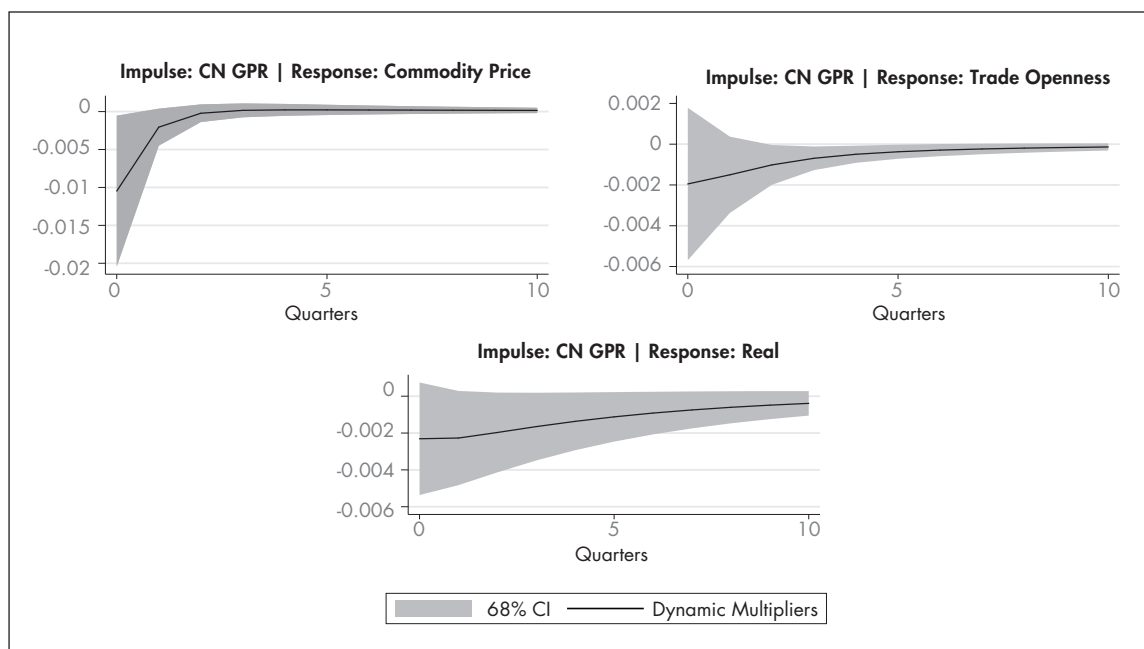 Impulse: CN GPR | Response: Commodity Price
0
-0.005
-0.01
-0.015
-0.02
0 5 10
Quarters
Impulse: CN GPR | Response: Trade Openness
0.002
0
-0.002
-0.004
-0.006
0 5 10
Quarters
Impulse: CN GPR | Response: Real
0
-0.002
-0.004
-0.006
0 5 10
Quarters
68% CI Dynamic Multipliers